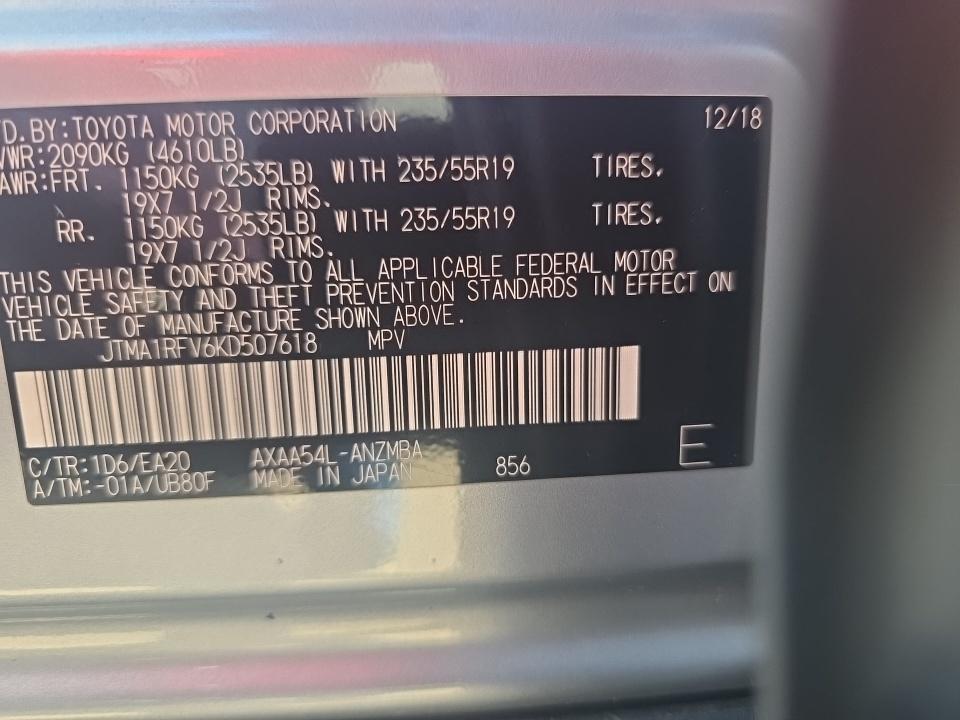 D. BY: TOYOTA MOTOR CORPORATION 12/18
VWR: 2090KG (4610LB)
AWR: FRT. 1150KG (2535LB) WITH 235/55R19 TIRES.
19X7 1/2J RIMS.
RR. 1150KG (2535LB) WITH 235/55R19 TIRES.
19X7 1/2J RIMS.
THIS VEHICLE CONFORMS TO ALL APPLICABLE FEDERAL MOTOR
VEHICLE SAFETY AND THEFT PREVENTION STANDARDS IN EFFECT ON
THE DATE OF MANUFACTURE SHOWN ABOVE.
JTMA1RFV6KD507618 MPV
C/TR: 1D6/EA20 AXAA54L-ANZMBA
A/TM: -01A/UB80F MADE IN JAPAN 856 E